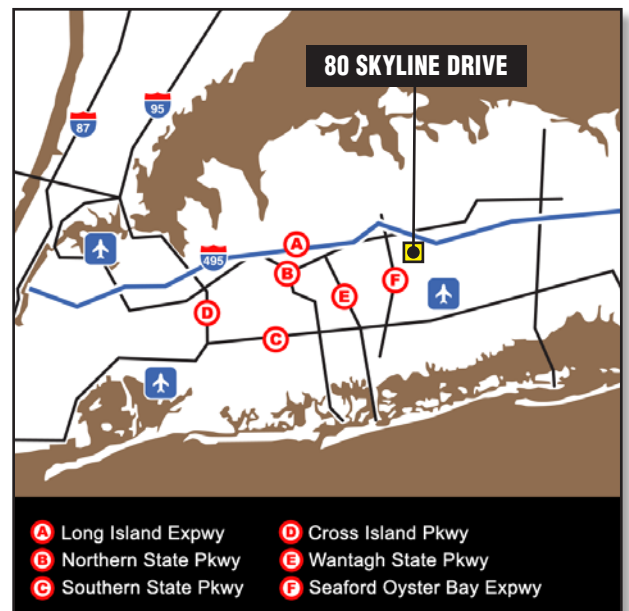 80 SKYLINE DRIVE
95
87
495
A
B
F
E
D
C
A Long Island Expwy
B Northern State Pkwy
C Southern State Pkwy
D Cross Island Pkwy
E Wantagh State Pkwy
F Seaford Oyster Bay Expwy